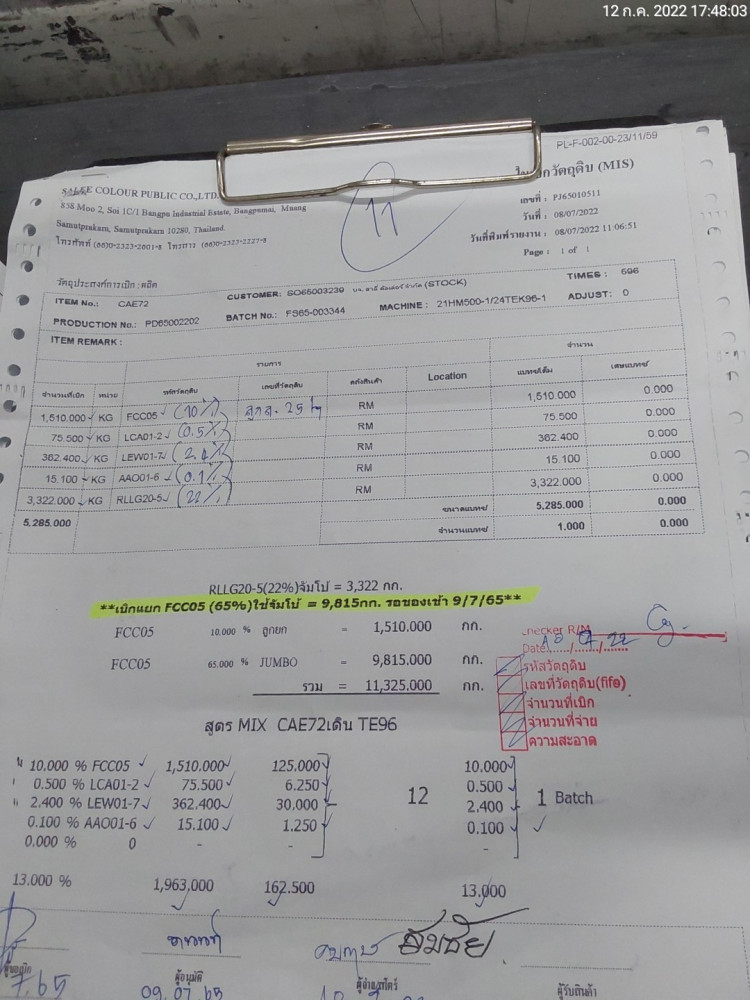 12 ก.ค. 2022 17:48:03
PL-F-002-00-23/11/59
COLOUR PUBLIC CO.,LTD.
858 Moo 2, Soi 1C/1 Bangpu Industrial Estate, Bangpumai, Muang
Samutprakarn, Samutprakarn 10280, Thailand.
โทรศัพท์ (66)0-2323-2601-8 โทรสาร (66)0-2323-2227-8
11
วัตถุดิบ (MIS)
เลขที่ : PJ65010511
วันที่ : 08/07/2022
วันที่พิมพ์รายงาน : 08/07/2022 11:06:51
Page : 1 of 1
วัตถุประสงค์การเบิก : ผลิต
ITEM No.: CAE72 CUSTOMER: SO65003239 บจ. สาลี่ คัลเล่อร์ จำกัด (STOCK) TIMES : 696
PRODUCTION No.: PD65002202 BATCH No.: FS65-003344 MACHINE : 21HM500-1/24TEK96-1 ADJUST: 0
ITEM REMARK :
รายการ จำนวน
จำนวนที่เบิก หน่วย รหัสวัตถุดิบ เลขที่วัตถุดิบ คลังสินค้า Location แบทช์เต็ม เศษแบทช์
1,510.000 KG FCC05 (10%) ลูกละ 25 RM 1,510.000 0.000
75.500 KG LCA01-2 (0.5%) RM 75.500 0.000
362.400 KG LEW01-7 (2.4%) RM 362.400 0.000
15.100 KG AAO01-6 (0.1%) RM 15.100 0.000
3,322.000 KG RLLG20-5 (22%) RM 3,322.000 0.000
5,285.000 ขนาดแบทช์ 5,285.000 0.000
จำนวนแบทช์ 1.000 0.000
RLLG20-5(22%)จัมโบ้ = 3,322 กก.
**เบิกแยก FCC05 (65%)ใช้จัมโบ้ = 9,815กก. รอของเข้า 9/7/65**
FCC05 10.000 % ถูยก = 1,510.000 กก.
FCC05 65.000 % JUMBO = 9,815.000 กก.
รวม = 11,325.000 กก.
Checker R/M
Date....../....../.......
รหัสวัตถุดิบ
เลขที่วัตถุดิบ(fifo)
จำนวนที่เบิก
จำนวนที่จ่าย
ความสะอาด
สูตร MIX CAE72เดิน TE96
10.000 % FCC05 1,510.000 125.000 10.000
0.500 % LCA01-2 75.500 6.250 0.500
2.400 % LEW01-7 362.400 30.000 12 2.400 1 Batch
0.100 % AAO01-6 15.100 1.250 0.100
0.000 % 0 - - -
13.000 % 1,963.000 162.500 13.000
สมชัย
ผู้อนุมัติ
ผู้รับสินค้า
7.65
09.07.65